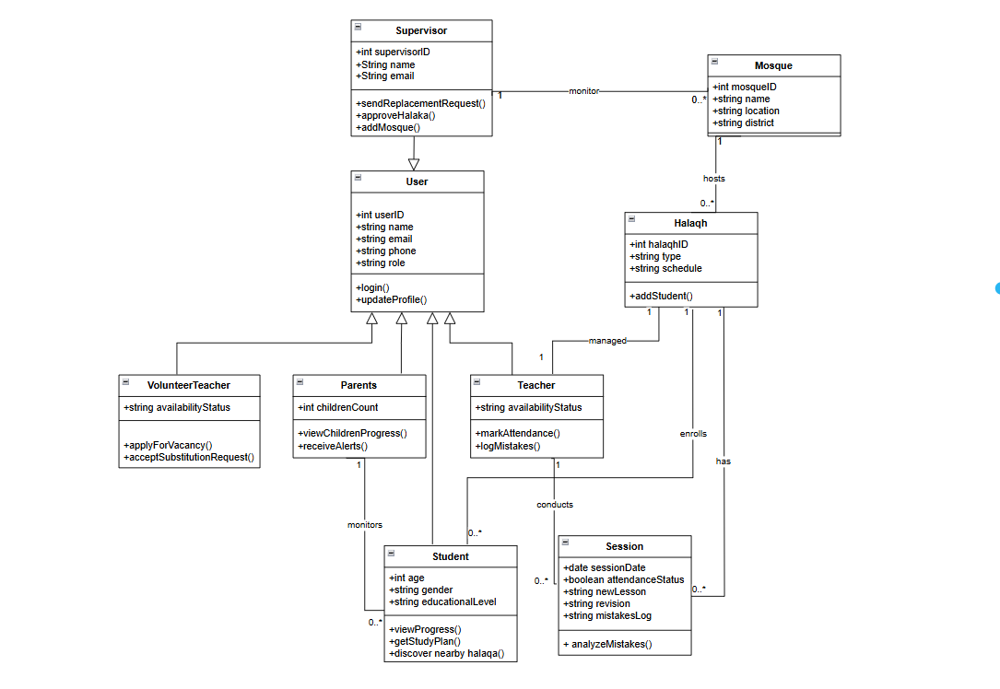 Supervisor
+int supervisorID
+String name
+String email
+sendReplacementRequest()
+approveHalaka()
+addMosque()
1
monitor
0..*
Mosque
+int mosqueID
+string name
+string location
+string district
1
hosts
0..*
User
+int userID
+string name
+string email
+string phone
+string role
+login()
+updateProfile()
Halaqh
+int halaqhID
+string type
+string schedule
+addStudent()
1
1
1
managed
1
VolunteerTeacher
+string availabilityStatus
+applyForVacancy()
+acceptSubstitutionRequest()
Parents
+int childrenCount
+viewChildrenProgress()
+receiveAlerts()
Teacher
+string availabilityStatus
+markAttendance()
+logMistakes()
enrolls
has
1
1
conducts
monitors
0..*
0..*
0..*
0..*
Student
+int age
+string gender
+string educationalLevel
+viewProgress()
+getStudyPlan()
+discover nearby halaqa()
Session
+date sessionDate
+boolean attendanceStatus
+string newLesson
+string revision
+string mistakesLog
+ analyzeMistakes()